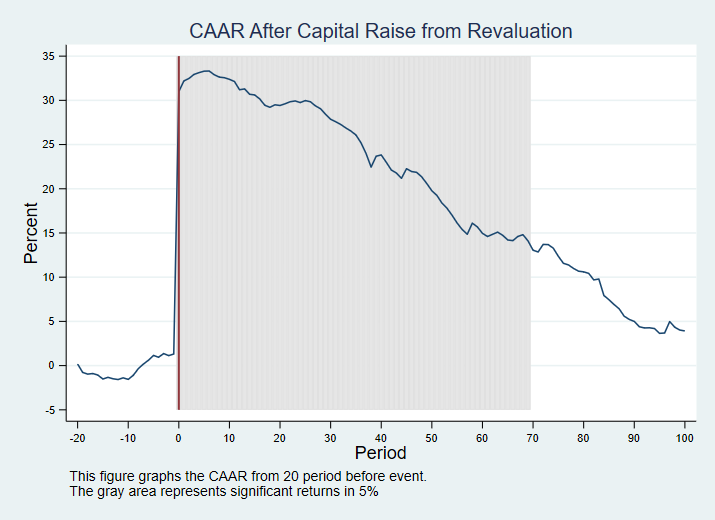 CAAR After Capital Raise from Revaluation
Percent
35
30
25
20
15
10
5
0
-5
-20 -10 0 10 20 30 40 50 60 70 80 90 100
Period
This figure graphs the CAAR from 20 period before event.
The gray area represents significant returns in 5%